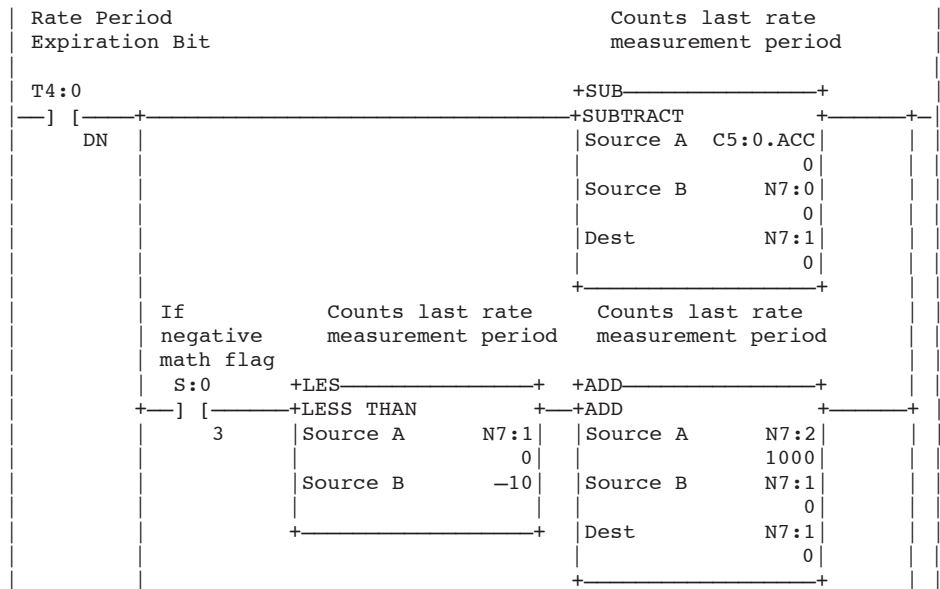 Rate Period Counts last rate
Expiration Bit measurement period
T4:0 +SUB———————————————+
——] [————+—————————————————————————————————+SUBTRACT +——————+—
DN Source A C5:0.ACC
0
Source B N7:0
0
Dest N7:1
0
+——————————————————+
If Counts last rate Counts last rate
negative measurement period measurement period
math flag
S:0 +LES———————————————+ +ADD———————————————+
+——] [——————+LESS THAN +——+ADD +——————+
3 Source A N7:1 Source A N7:2
0 1000
Source B –10 Source B N7:1
0
+——————————————————+ Dest N7:1
0
+——————————————————+